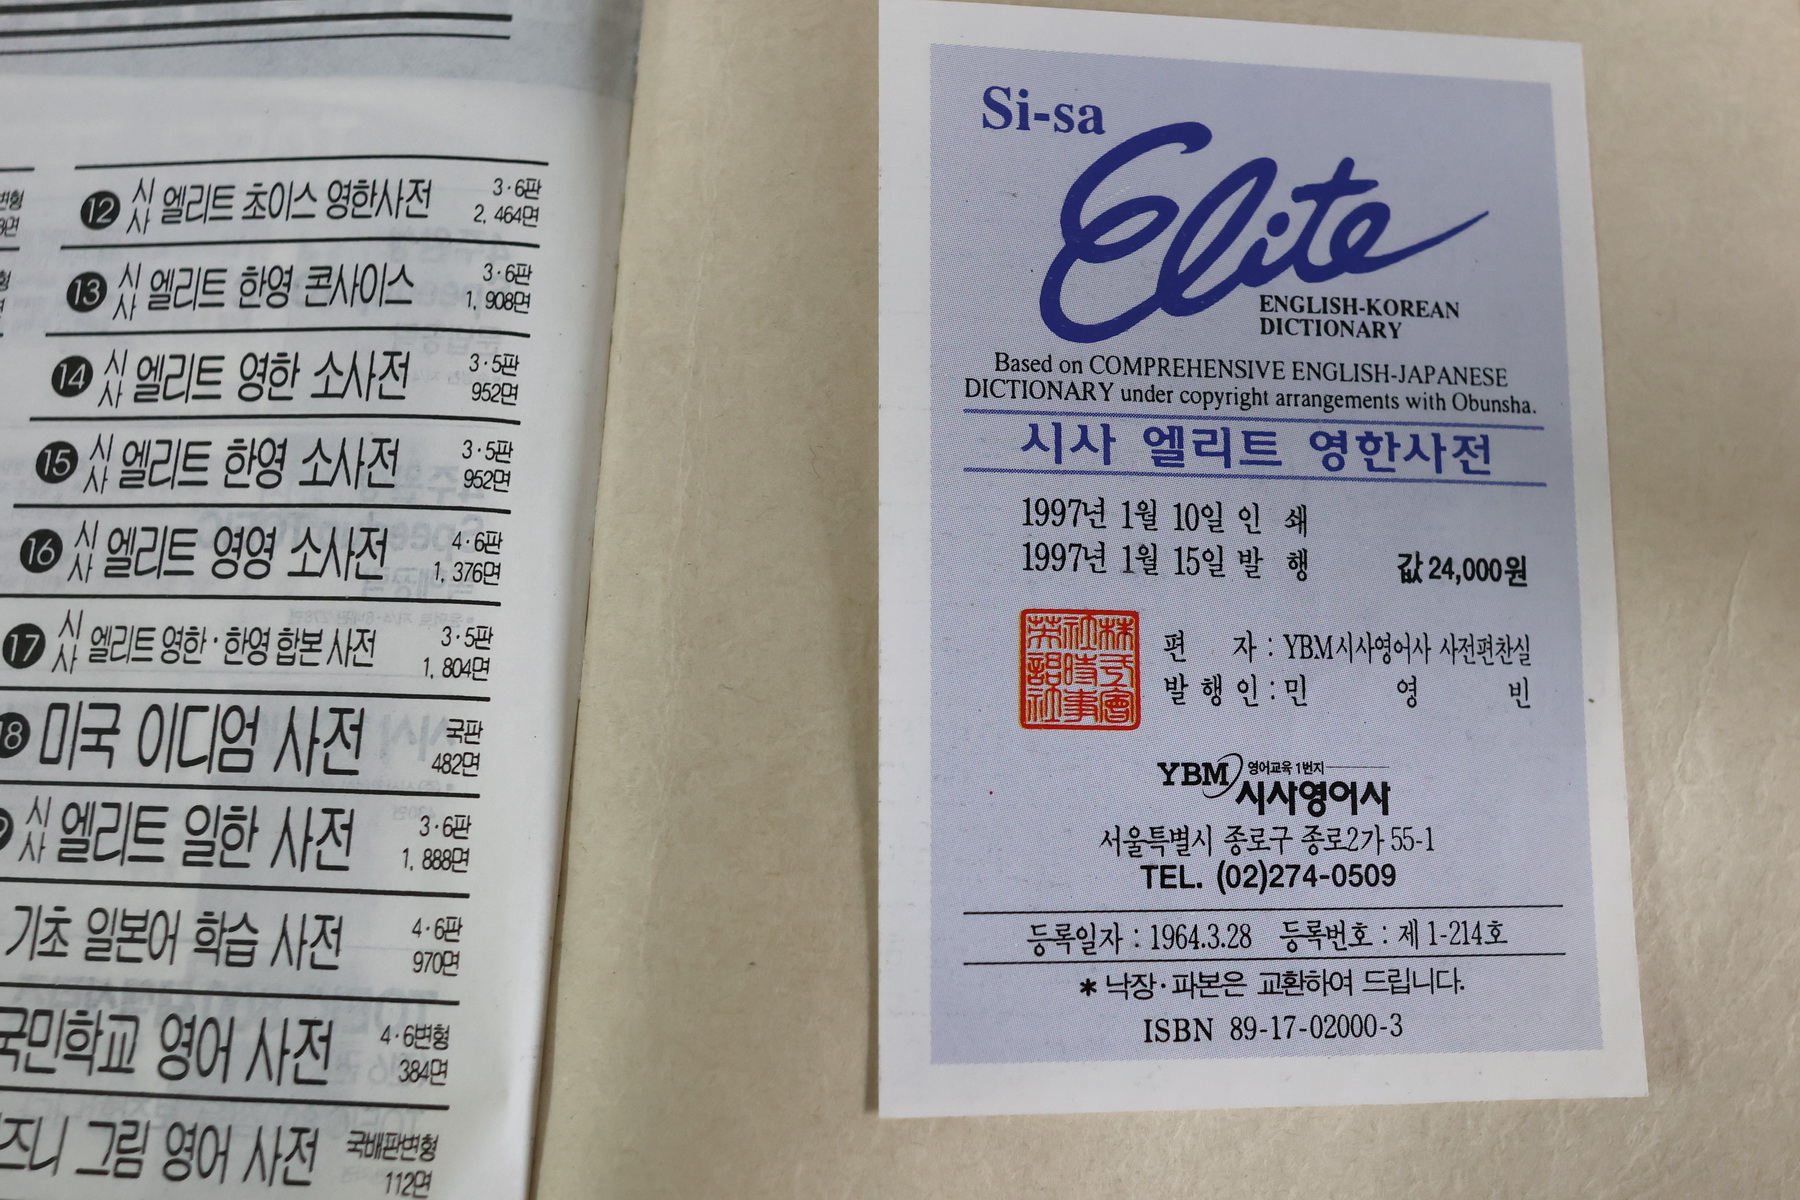 ⑫ 시사 엘리트 초이스 영한사전 3·6판 2,464면
⑬ 시사 엘리트 한영 콘사이스 3·6판 1,908면
⑭ 시사 엘리트 영한 소사전 3·5판 952면
⑮ 시사 엘리트 한영 소사전 3·5판 952면
⑯ 시사 엘리트 영영 소사전 4·6판 1,376면
⑰ 시사 엘리트 영한·한영 합본 사전 3·5판 1,804면
⑱ 미국 이디엄 사전 국판 482면
시사 엘리트 일한 사전 3·6판 1,888면
기초 일본어 학습 사전 4·6판 970면
국민학교 영어 사전 4·6변형 384면
즈니 그림 영어 사전 국배판변형 112면
Si-sa
Elite
ENGLISH-KOREAN
DICTIONARY
Based on COMPREHENSIVE ENGLISH-JAPANESE
DICTIONARY under copyright arrangements with Obunsha.
시사 엘리트 영한사전
1997년 1월 10일 인 쇄
1997년 1월 15일 발 행 값 24,000원
편 자 : YBM시사영어사 사전편찬실
발 행 인 : 민 영 빈
株式會社時事英語社
YBM 영어교육 1번지
시사영어사
서울특별시 종로구 종로2가 55-1
TEL. (02)274-0509
등록일자 : 1964.3.28 등록번호 : 제 1-214호
* 낙장·파본은 교환하여 드립니다.
ISBN 89-17-02000-3